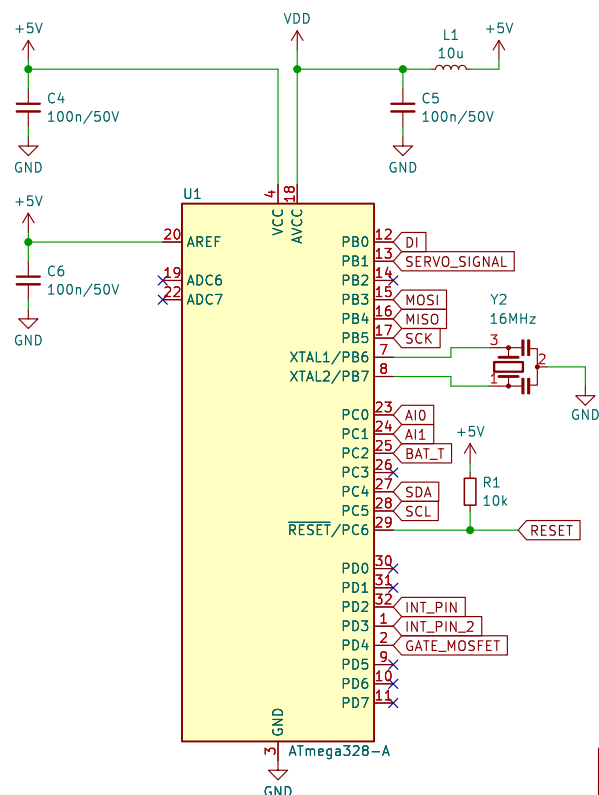 +5V
VDD
+5V
L1
10u
C4
100n/50V
C5
100n/50V
GND
GND
U1
4
18
VCC
AVCC
+5V
20
AREF
C6
100n/50V
19
ADC6
22
ADC7
GND
PB0
12
DI
PB1
13
SERVO_SIGNAL
PB2
14
PB3
15
MOSI
PB4
16
MISO
PB5
17
SCK
XTAL1/PB6
7
XTAL2/PB7
8
Y2
16MHz
3
2
1
GND
PC0
23
AI0
PC1
24
AI1
PC2
25
BAT_T
PC3
26
PC4
27
SDA
PC5
28
SCL
RESET/PC6
29
+5V
R1
10k
RESET
PD0
30
PD1
31
PD2
32
INT_PIN
PD3
1
INT_PIN_2
PD4
2
GATE_MOSFET
PD5
9
PD6
10
PD7
11
GND
3
ATmega328-A
GND